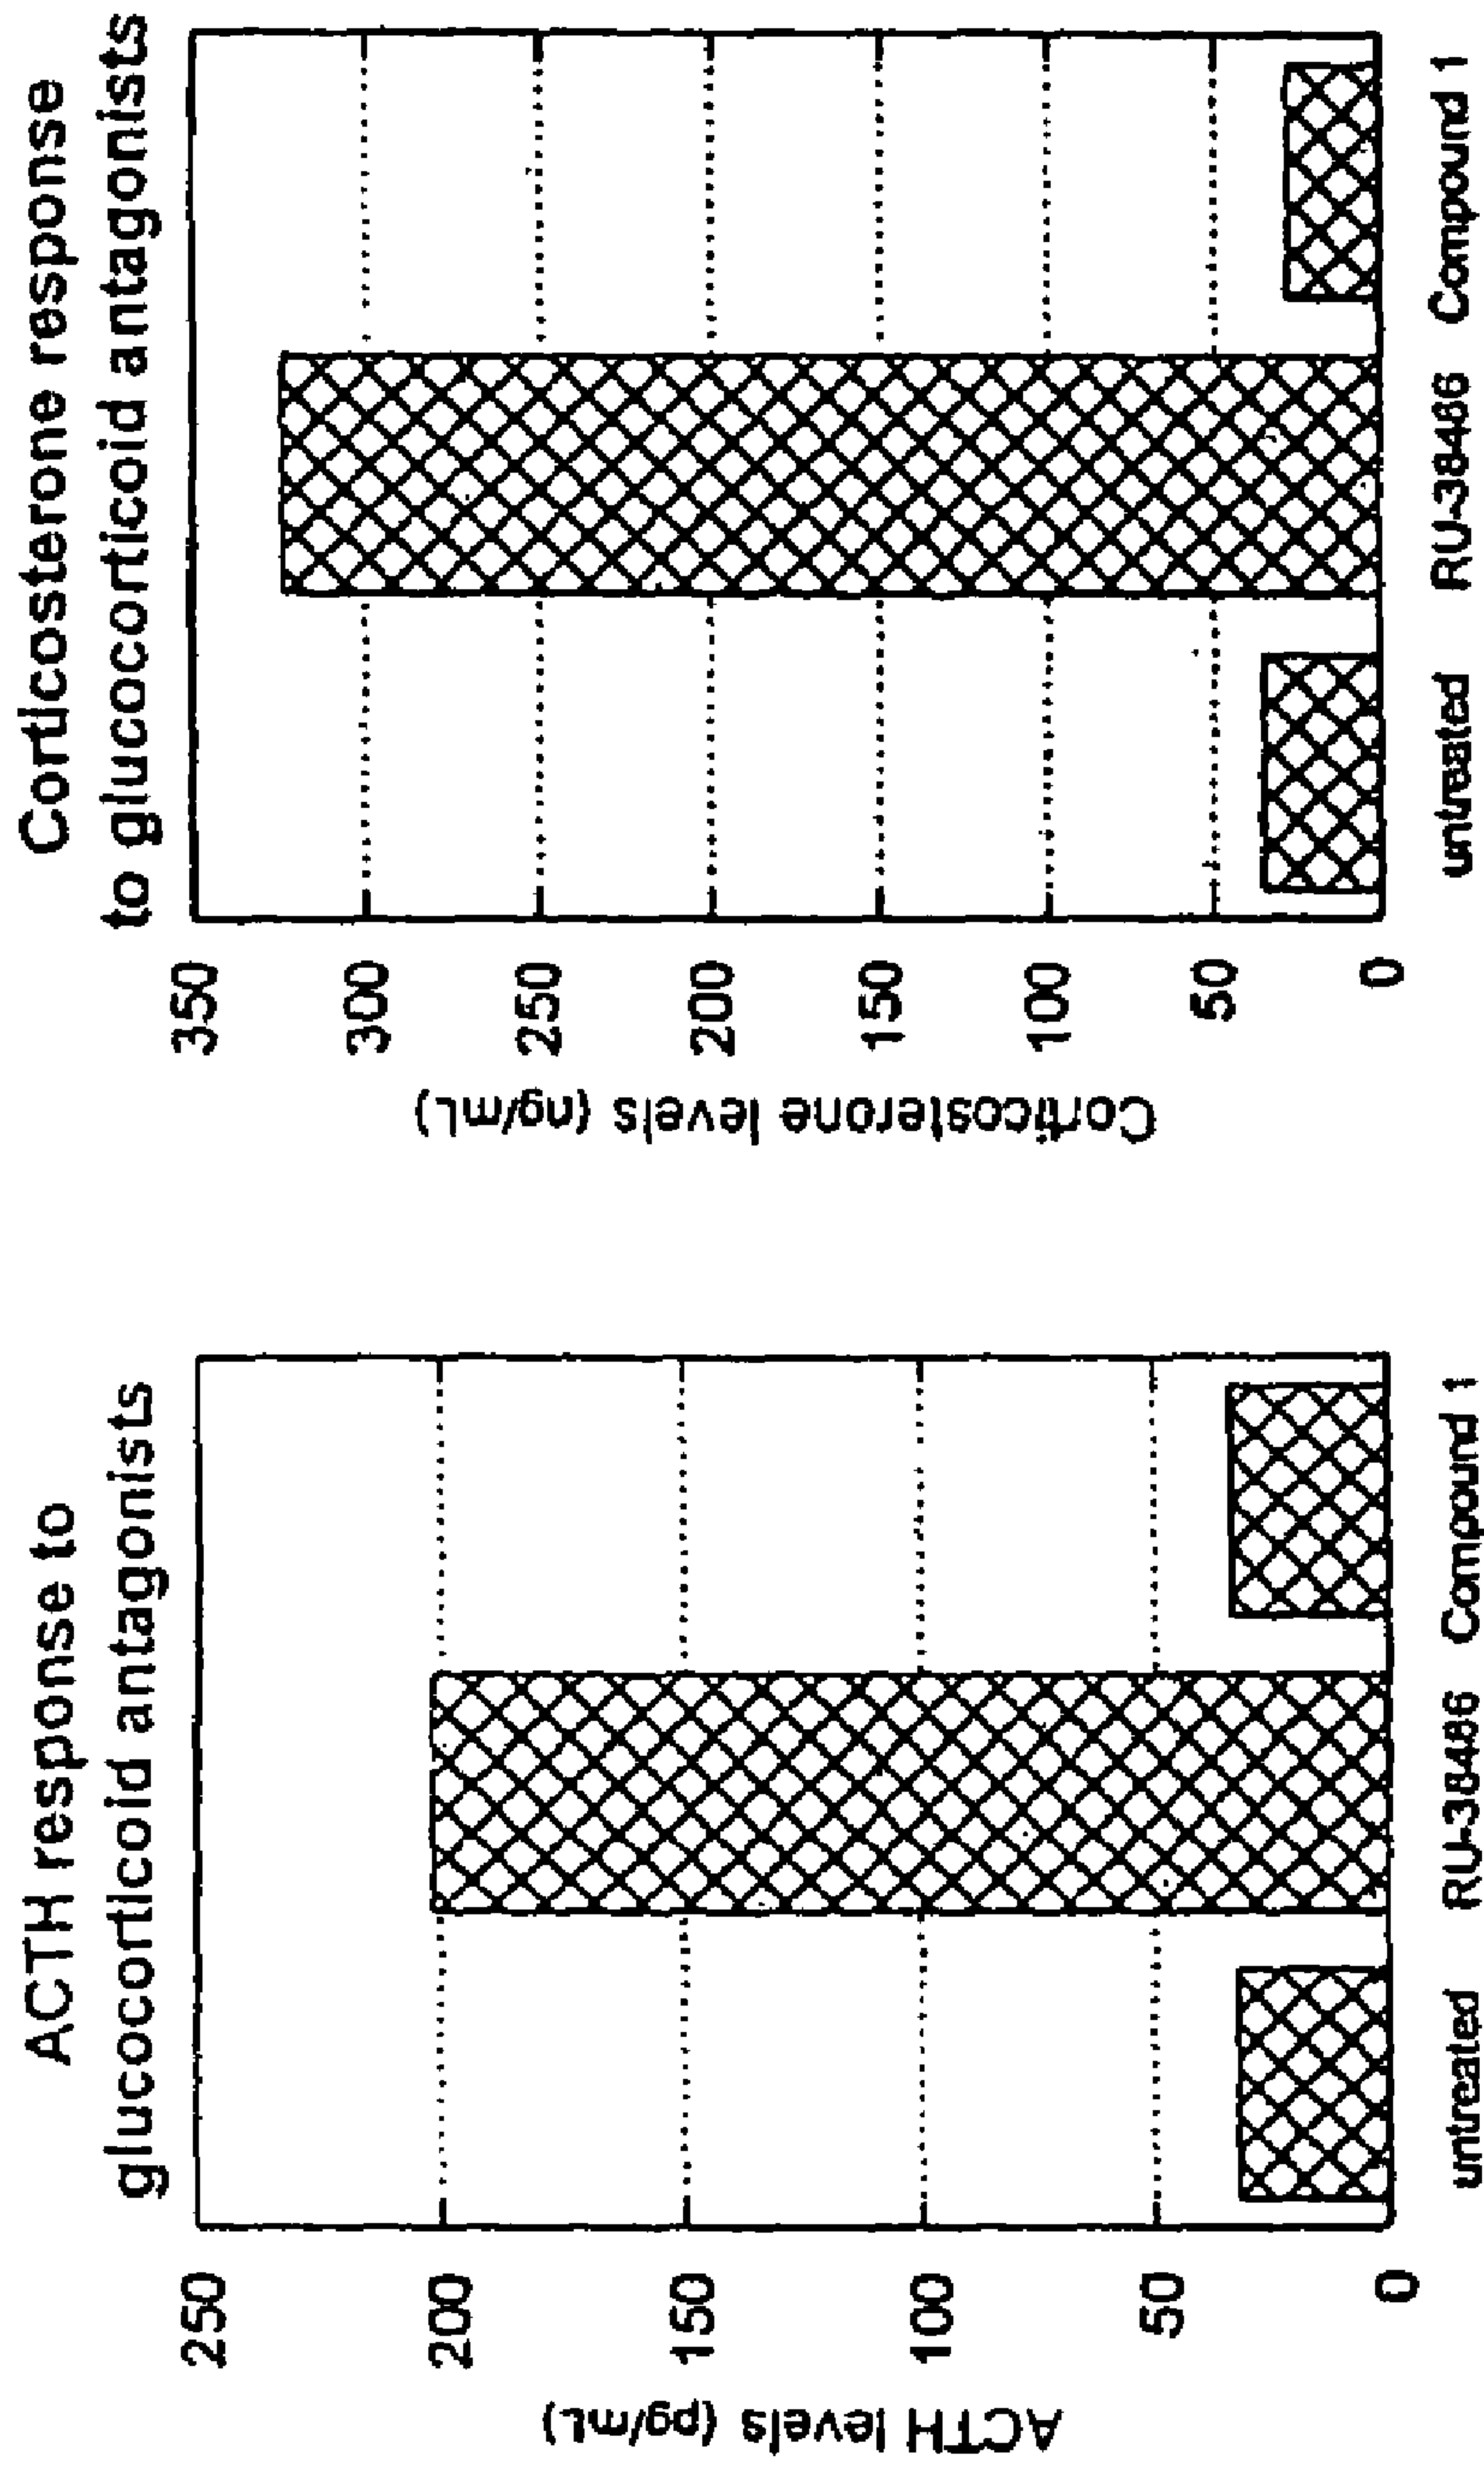 ACTH response to
glucocorticoid antagonists
ACTH levels (pg/mL)
250
200
150
100
50
0
untreated RU-38486 Compound 1
Corticosterone response
to glucocorticoid antagonists
Corticosterone levels (ng/mL)
350
300
250
200
150
100
50
0
untreated RU-38486 Compound 1